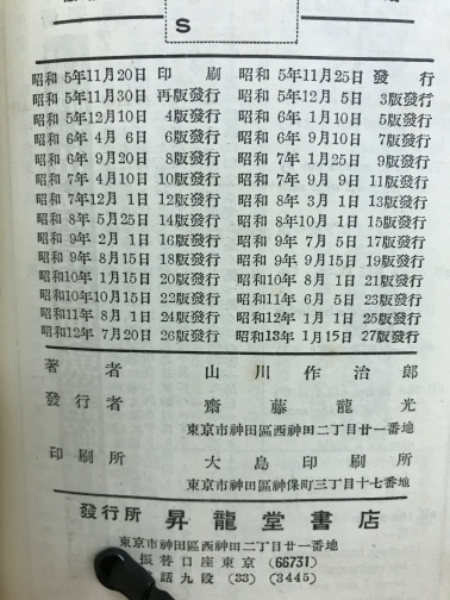 S
昭和 5年11月20日 印 刷 昭和 5年11月25日 發 行
昭和 5年11月30日 再版發行 昭和 5年12月 5日 3版發行
昭和 5年12月10日 4版發行 昭和 6年 1月10日 5版發行
昭和 6年 4月 6日 6版發行 昭和 6年 9月10日 7版發行
昭和 6年 9月20日 8版發行 昭和 7年 1月25日 9版發行
昭和 7年 4月10日 10版發行 昭和 7年 9月 9日 11版發行
昭和 7年12月 1日 12版發行 昭和 8年 3月 1日 13版發行
昭和 8年 5月25日 14版發行 昭和 8年10月 1日 15版發行
昭和 9年 2月 1日 16版發行 昭和 9年 7月 5日 17版發行
昭和 9年 8月15日 18版發行 昭和 9年 9月15日 19版發行
昭和10年 1月15日 20版發行 昭和10年 8月 1日 21版發行
昭和10年10月15日 22版發行 昭和11年 6月 5日 23版發行
昭和11年 8月 1日 24版發行 昭和12年 1月 1日 25版發行
昭和12年 7月20日 26版發行 昭和13年 1月15日 27版發行
著 者 山 川 作 治 郎
發 行 者 齋 藤 龍 光
東京市神田區西神田二丁目廿一番地
印 刷 所 大 島 印 刷 所
東京市神田區神保町三丁目十七番地
發行所 昇 龍 堂 書 店
東京市神田區西神田二丁目廿一番地
振替口座東京 (66731)
話九段 (33) (3445)